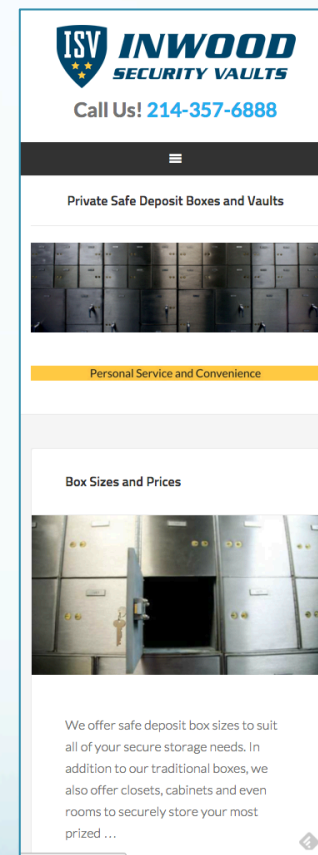 ISV INWOOD
SECURITY VAULTS
Call Us! 214-357-6888
Private Safe Deposit Boxes and Vaults
Personal Service and Convenience
Box Sizes and Prices
We offer safe deposit box sizes to suit
all of your secure storage needs. In
addition to our traditional boxes, we
also offer closets, cabinets and even
rooms to securely store your most
prized …